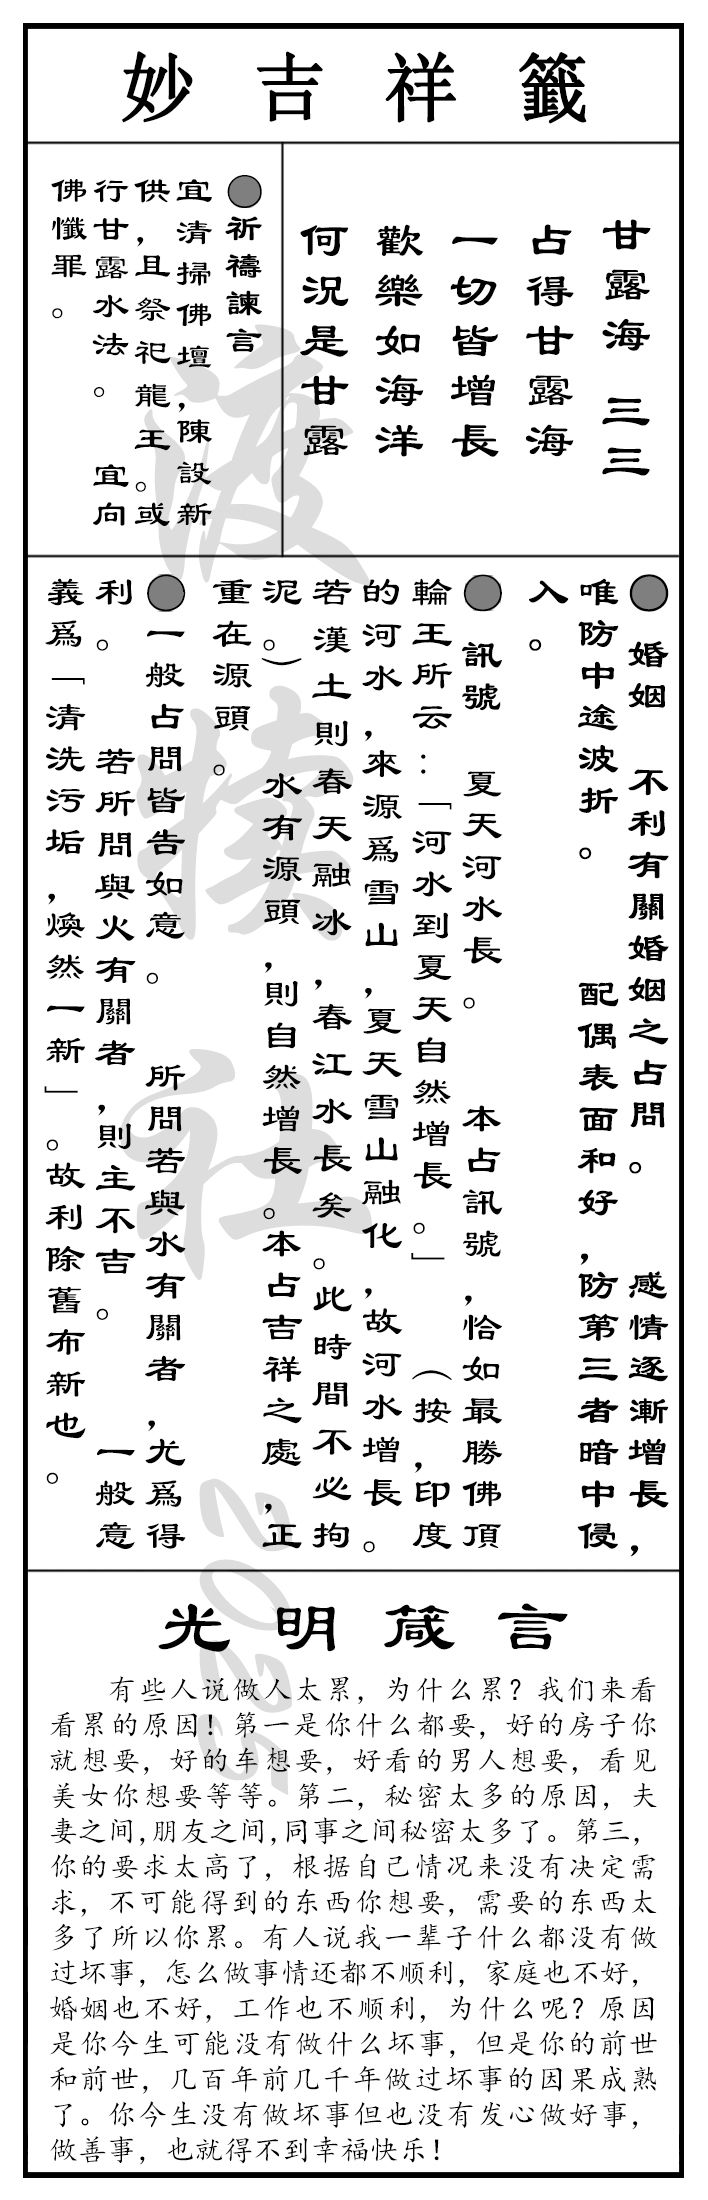 妙吉祥籤
甘露海 三三
占得甘露海
一切皆增長
歡樂如海洋
何況是甘露
●祈禱諫言
宜清掃佛壇，陳設新
供，且祭祀龍王。或
行甘露水法。 宜向
佛懺罪。
● 婚姻 不利有關婚姻之占問。 感情逐漸增長，
唯防中途波折。 配偶表面和好，防第三者暗中侵
入。
● 訊號 夏天河水長。 本占訊號，恰如最勝佛頂
輪王所云：「河水到夏天自然增長。」 （按，印度
的河水，來源爲雪山，夏天雪山融化，故河水增長。
若漢土則春天融冰，春江水長矣。此時間不必拘
泥。） 水有源頭，則自然增長。本占吉祥之處，正
重在源頭。
●一般占問皆告如意。 所問若與水有關者，尤爲得
利。 若所問與火有關者，則主不吉。 一般意
義爲「清洗污垢，煥然一新」。故利除舊布新也。
渡犊社 2025
光明箴言
有些人说做人太累，为什么累？我们来看
看累的原因！第一是你什么都要，好的房子你
就想要，好的车想要，好看的男人想要，看见
美女你想要等等。第二，秘密太多的原因，夫
妻之间,朋友之间,同事之间秘密太多了。第三，
你的要求太高了，根据自己情况来没有决定需
求，不可能得到的东西你想要，需要的东西太
多了所以你累。有人说我一辈子什么都没有做
过坏事，怎么做事情还都不顺利，家庭也不好，
婚姻也不好，工作也不顺利，为什么呢？原因
是你今生可能没有做什么坏事，但是你的前世
和前世，几百年前几千年做过坏事的因果成熟
了。你今生没有做坏事但也没有发心做好事，
做善事，也就得不到幸福快乐！